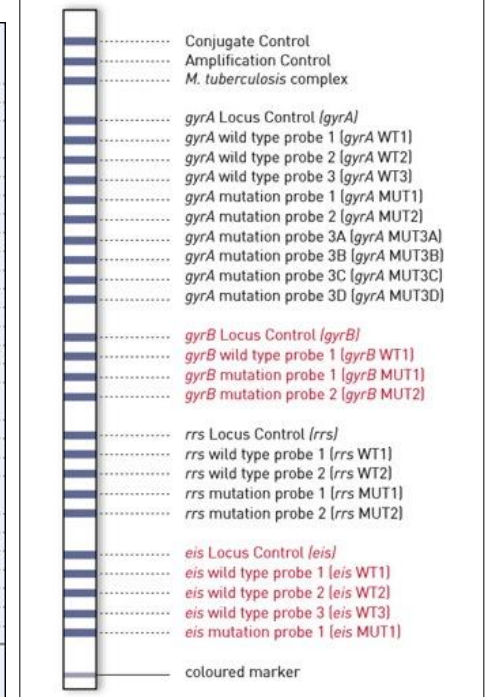 Conjugate Control
Amplification Control
M. tuberculosis complex
gyrA Locus Control (gyrA)
gyrA wild type probe 1 (gyrA WT1)
gyrA wild type probe 2 (gyrA WT2)
gyrA wild type probe 3 (gyrA WT3)
gyrA mutation probe 1 (gyrA MUT1)
gyrA mutation probe 2 (gyrA MUT2)
gyrA mutation probe 3A (gyrA MUT3A)
gyrA mutation probe 3B (gyrA MUT3B)
gyrA mutation probe 3C (gyrA MUT3C)
gyrA mutation probe 3D (gyrA MUT3D)
gyrB Locus Control (gyrB)
gyrB wild type probe 1 (gyrB WT1)
gyrB mutation probe 1 (gyrB MUT1)
gyrB mutation probe 2 (gyrB MUT2)
rrs Locus Control (rrs)
rrs wild type probe 1 (rrs WT1)
rrs wild type probe 2 (rrs WT2)
rrs mutation probe 1 (rrs MUT1)
rrs mutation probe 2 (rrs MUT2)
eis Locus Control (eis)
eis wild type probe 1 (eis WT1)
eis wild type probe 2 (eis WT2)
eis wild type probe 3 (eis WT3)
eis mutation probe 1 (eis MUT1)
coloured marker